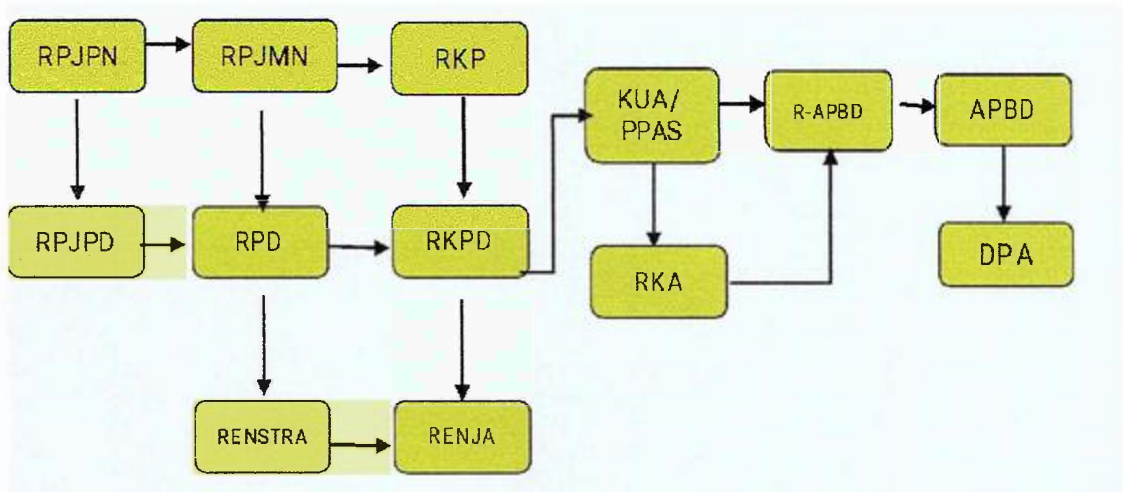 RPJPN
RPJMN
RKP
KUA/
PPAS
R-APBD
APBD
RPJPD
RPD
RKPD
RKA
DPA
RENSTRA
RENJA